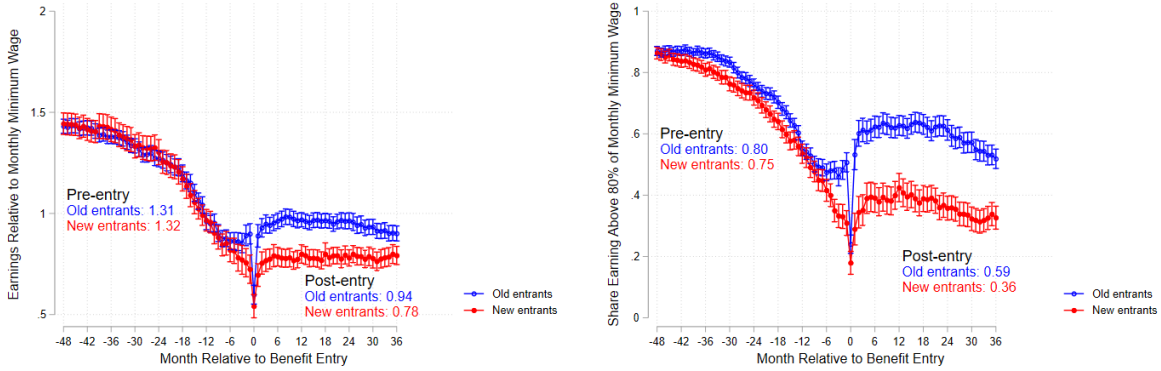 Earnings Relative to Monthly Minimum Wage
2
1.5
1
.5
Pre-entry
Old entrants: 1.31
New entrants: 1.32
Post-entry
Old entrants: 0.94
New entrants: 0.78
-48 -42 -36 -30 -24 -18 -12 -6 0 6 12 18 24 30 36
Month Relative to Benefit Entry
Old entrants
New entrants
Share Earning Above 80% of Monthly Minimum Wage
1
.8
.6
.4
.2
0
Pre-entry
Old entrants: 0.80
New entrants: 0.75
Post-entry
Old entrants: 0.59
New entrants: 0.36
-48 -42 -36 -30 -24 -18 -12 -6 0 6 12 18 24 30 36
Month Relative to Benefit Entry
Old entrants
New entrants